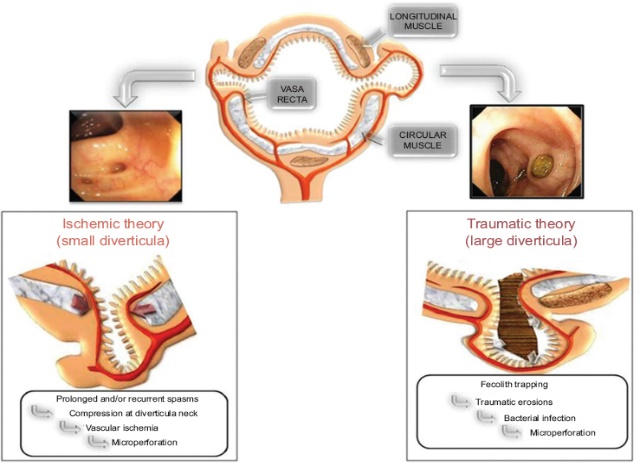 LONGITUDINAL
MUSCLE
VASA
RECTA
CIRCULAR
MUSCLE
Ischemic theory
(small diverticula)
Prolonged and/or recurrent spasms
Compression at diverticula neck
Vascular ischemia
Microperforation
Traumatic theory
(large diverticula)
Fecolith trapping
Traumatic erosions
Bacterial infection
Microperforation